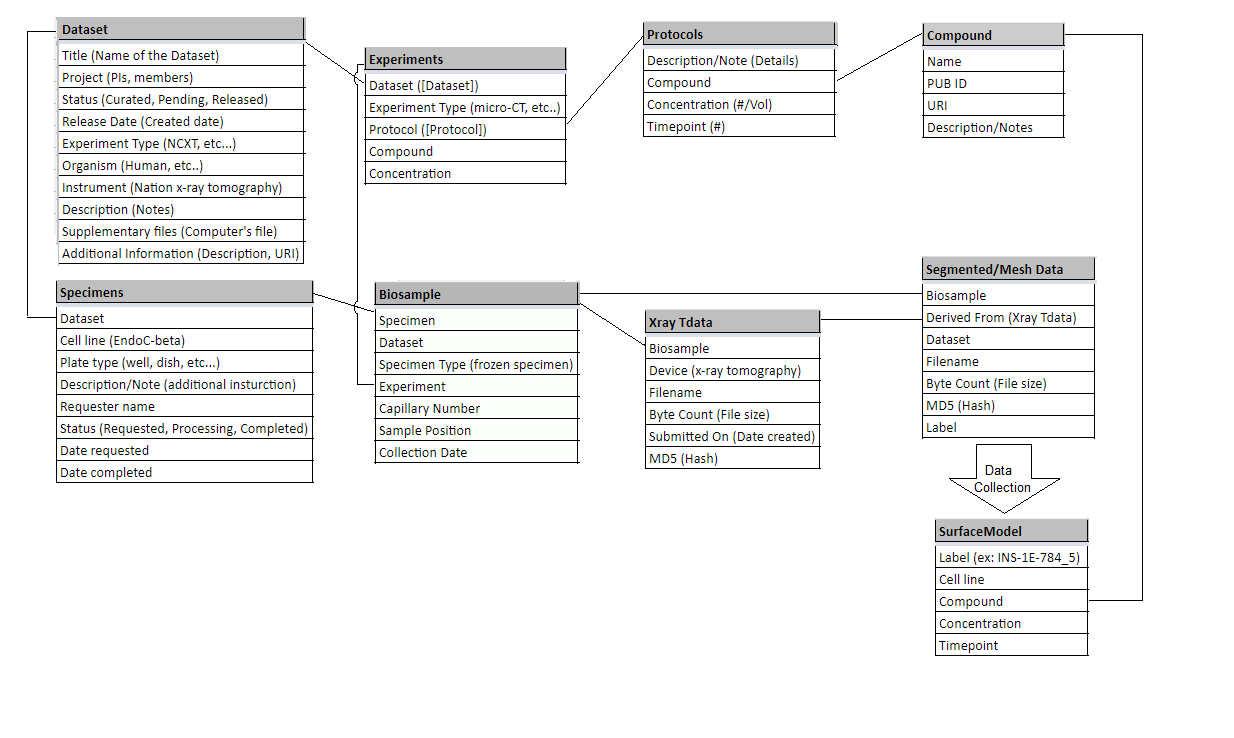 Dataset
Title (Name of the Dataset)
Project (PIs, members)
Status (Curated, Pending, Released)
Release Date (Created date)
Experiment Type (NCXT, etc...)
Organism (Human, etc..)
Instrument (Nation x-ray tomography)
Description (Notes)
Supplementary files (Computer's file)
Additional Information (Description, URI)
Experiments
Dataset ([Dataset])
Experiment Type (micro-CT, etc..)
Protocol ([Protocol])
Compound
Concentration
Protocols
Description/Note (Details)
Compound
Concentration (#/Vol)
Timepoint (#)
Compound
Name
PUB ID
URI
Description/Notes
Specimens
Dataset
Cell line (EndoC-beta)
Plate type (well, dish, etc...)
Description/Note (additional insturction)
Requester name
Status (Requested, Processing, Completed)
Date requested
Date completed
Biosample
Specimen
Dataset
Specimen Type (frozen specimen)
Experiment
Capillary Number
Sample Position
Collection Date
Xray Tdata
Biosample
Device (x-ray tomography)
Filename
Byte Count (File size)
Submitted On (Date created)
MD5 (Hash)
Segmented/Mesh Data
Biosample
Derived From (Xray Tdata)
Dataset
Filename
Byte Count (File size)
MD5 (Hash)
Label
Data
Collection
SurfaceModel
Label (ex: INS-1E-784_5)
Cell line
Compound
Concentration
Timepoint